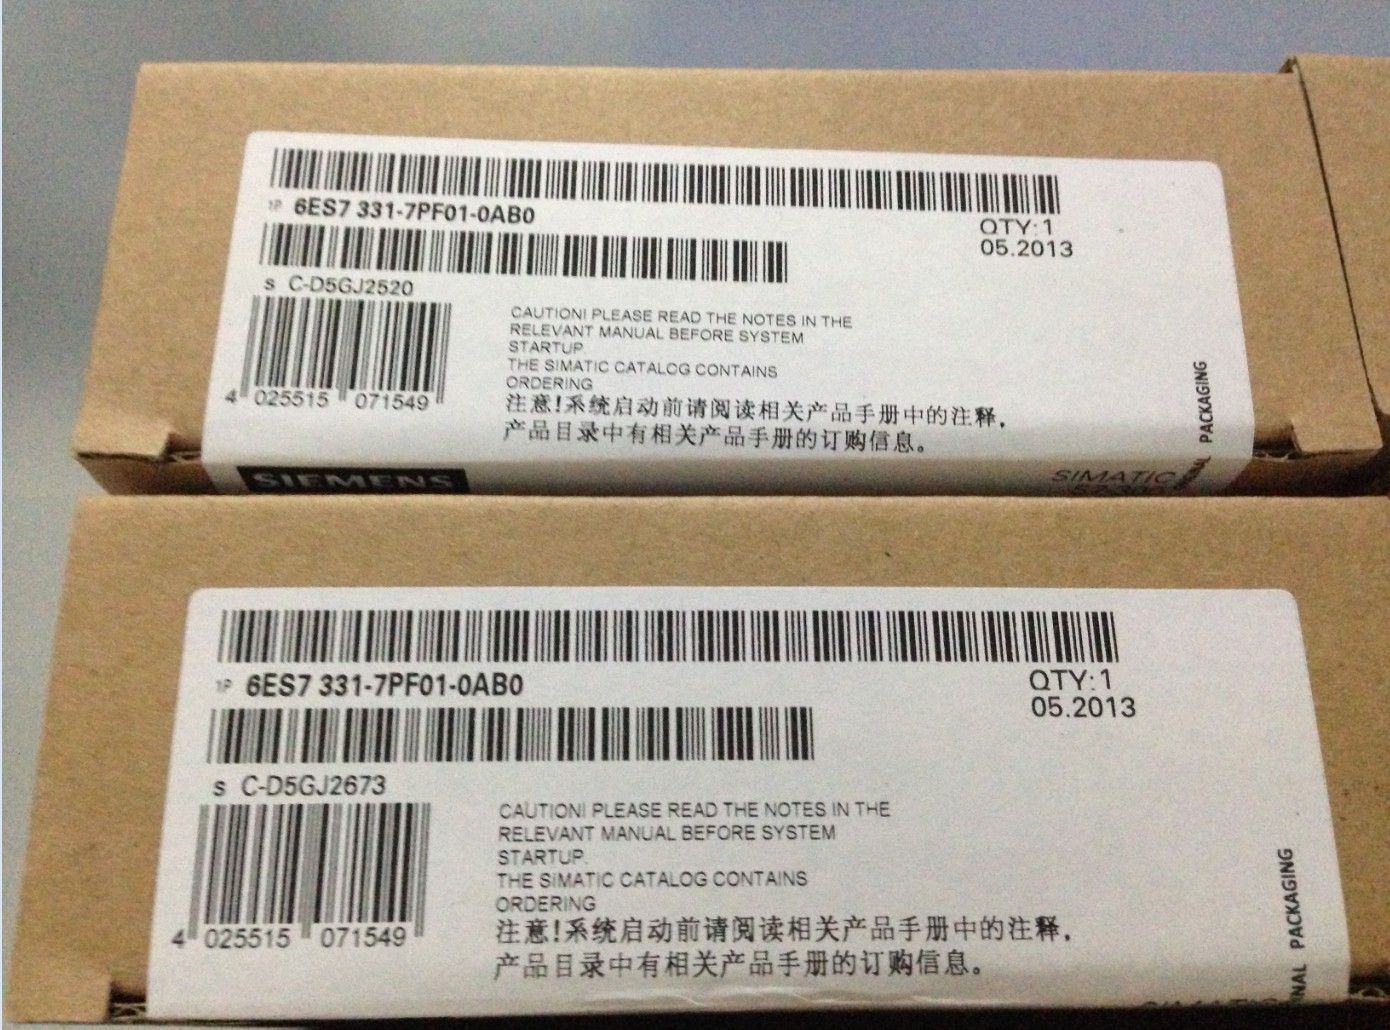 1P 6ES7 331-7PF01-0AB0
QTY:1
05.2013
S C-D5GJ2520
4 025515 071549
CAUTION! PLEASE READ THE NOTES IN THE
RELEVANT MANUAL BEFORE SYSTEM
STARTUP.
THE SIMATIC CATALOG CONTAINS
ORDERING
注意!系统启动前请阅读相关产品手册中的注释,
产品目录中有相关产品手册的订购信息。
PACKAGING
SIEMENS
SIMATIC
1P 6ES7 331-7PF01-0AB0
QTY:1
05.2013
S C-D5GJ2673
4 025515 071549
CAUTION! PLEASE READ THE NOTES IN THE
RELEVANT MANUAL BEFORE SYSTEM
STARTUP.
THE SIMATIC CATALOG CONTAINS
ORDERING
注意!系统启动前请阅读相关产品手册中的注释,
产品目录中有相关产品手册的订购信息。
PACKAGING